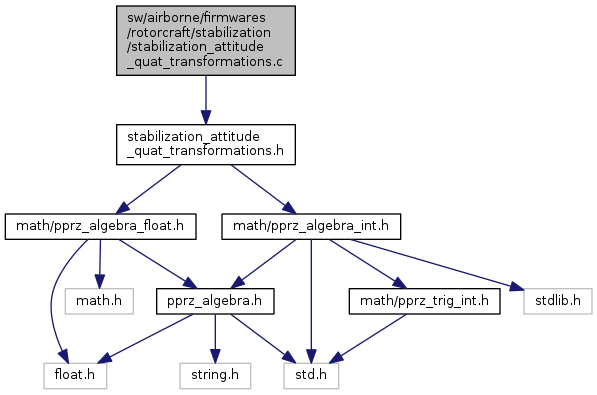 sw/airborne/firmwares
/rotorcraft/stabilization
/stabilization_attitude
_quat_transformations.c
stabilization_attitude
_quat_transformations.h
math/pprz_algebra_float.h
math/pprz_algebra_int.h
math.h
pprz_algebra.h
math/pprz_trig_int.h
stdlib.h
float.h
string.h
std.h